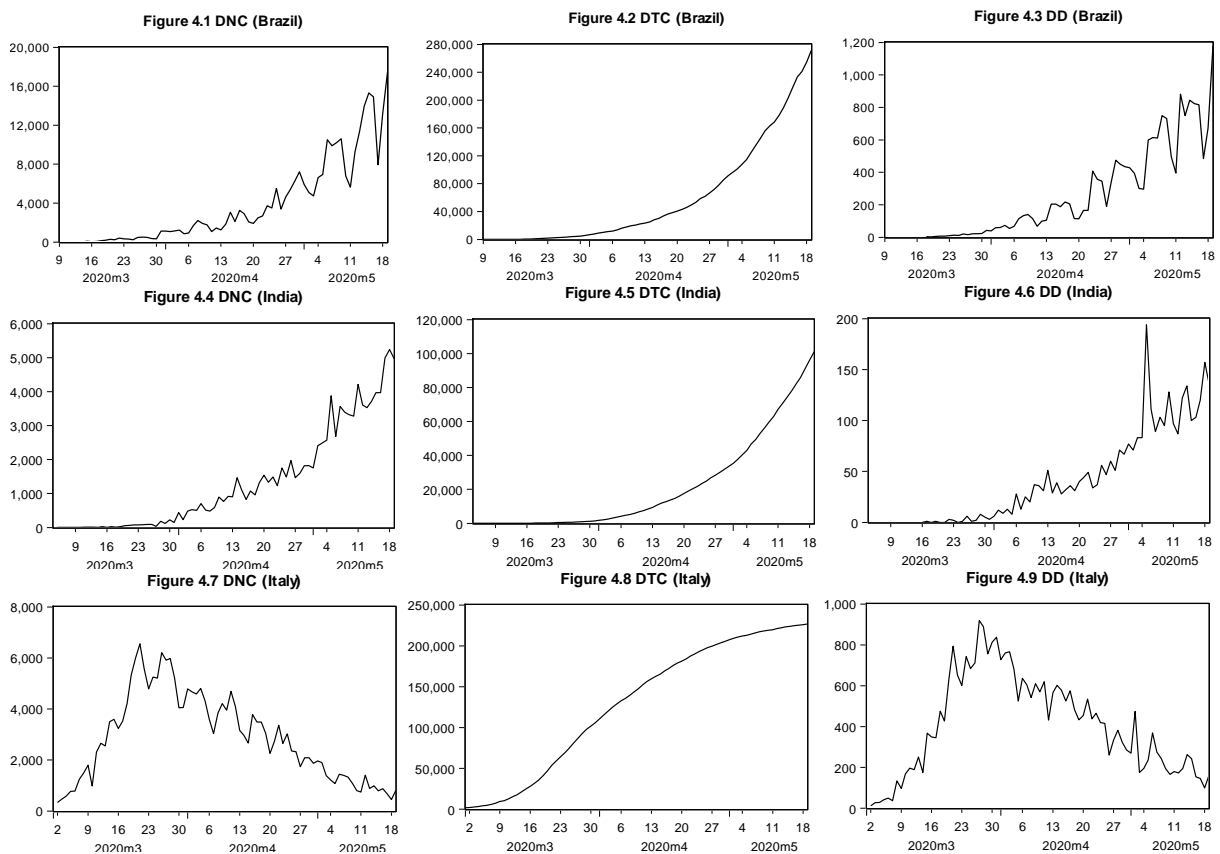 Figure 4.1 DNC (Brazil)
20,000
16,000
12,000
8,000
4,000
0
9 16 23 30 6 13 20 27 4 11 18
2020m3 2020m4 2020m5
Figure 4.2 DTC (Brazil)
280,000
240,000
200,000
160,000
120,000
80,000
40,000
0
9 16 23 30 6 13 20 27 4 11 18
2020m3 2020m4 2020m5
Figure 4.3 DD (Brazil)
1,200
1,000
800
600
400
200
0
9 16 23 30 6 13 20 27 4 11 18
2020m3 2020m4 2020m5
Figure 4.4 DNC (India)
6,000
5,000
4,000
3,000
2,000
1,000
0
9 16 23 30 6 13 20 27 4 11 18
2020m3 2020m4 2020m5
Figure 4.5 DTC (India)
120,000
100,000
80,000
60,000
40,000
20,000
0
9 16 23 30 6 13 20 27 4 11 18
2020m3 2020m4 2020m5
Figure 4.6 DD (India)
200
150
100
50
0
9 16 23 30 6 13 20 27 4 11 18
2020m3 2020m4 2020m5
Figure 4.7 DNC (Italy)
8,000
6,000
4,000
2,000
0
2 9 16 23 30 6 13 20 27 4 11 18
2020m3 2020m4 2020m5
Figure 4.8 DTC (Italy)
250,000
200,000
150,000
100,000
50,000
0
2 9 16 23 30 6 13 20 27 4 11 18
2020m3 2020m4 2020m5
Figure 4.9 DD (Italy)
1,000
800
600
400
200
0
2 9 16 23 30 6 13 20 27 4 11 18
2020m3 2020m4 2020m5